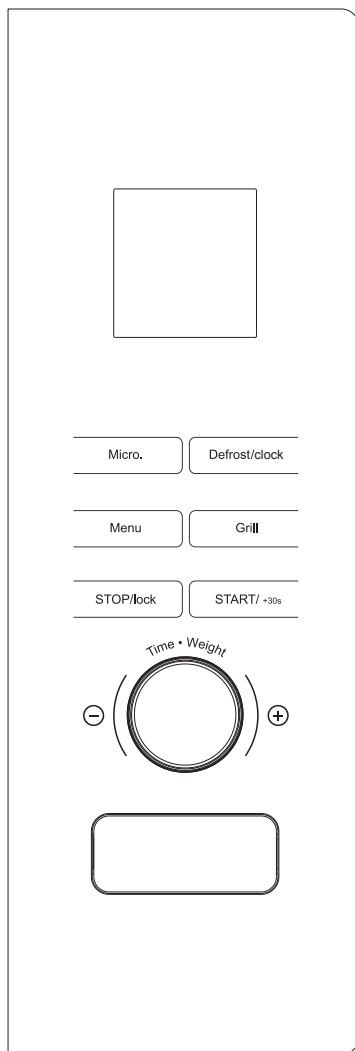 Micro.
Defrost/clock
Menu
Grill
STOP/lock
START/ +30s
Time • Weight
− +